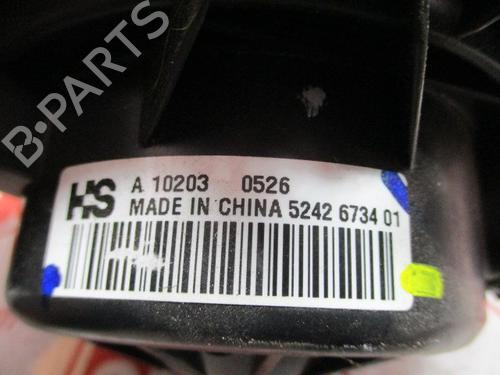 B-PARTS
HS A 10203 0526
MADE IN CHINA 5242 6734 01